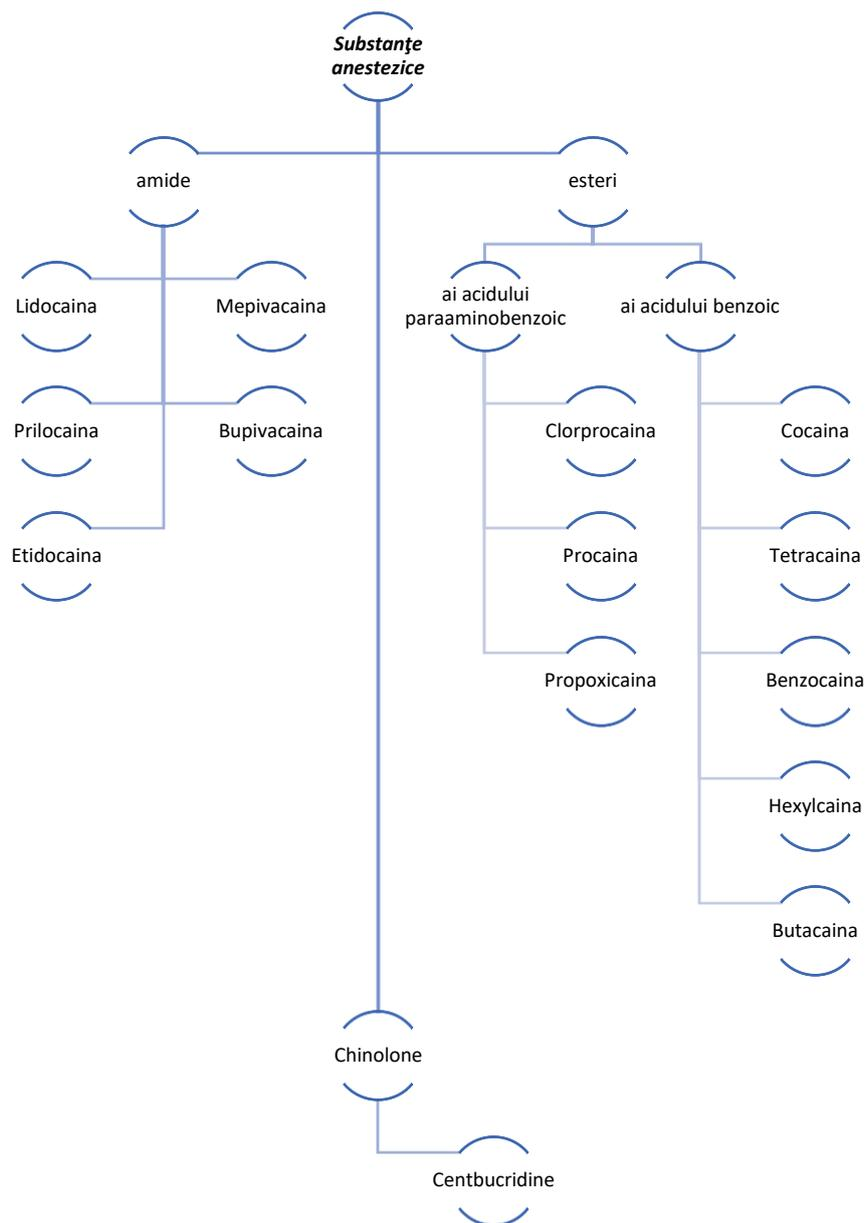 Substanţe
anestezice
amide
esteri
Lidocaina
Mepivacaina
Prilocaina
Bupivacaina
Etidocaina
ai acidului
paraaminobenzoic
ai acidului benzoic
Clorprocaina
Procaina
Propoxicaina
Cocaina
Tetracaina
Benzocaina
Hexylcaina
Butacaina
Chinolone
Centbucridine